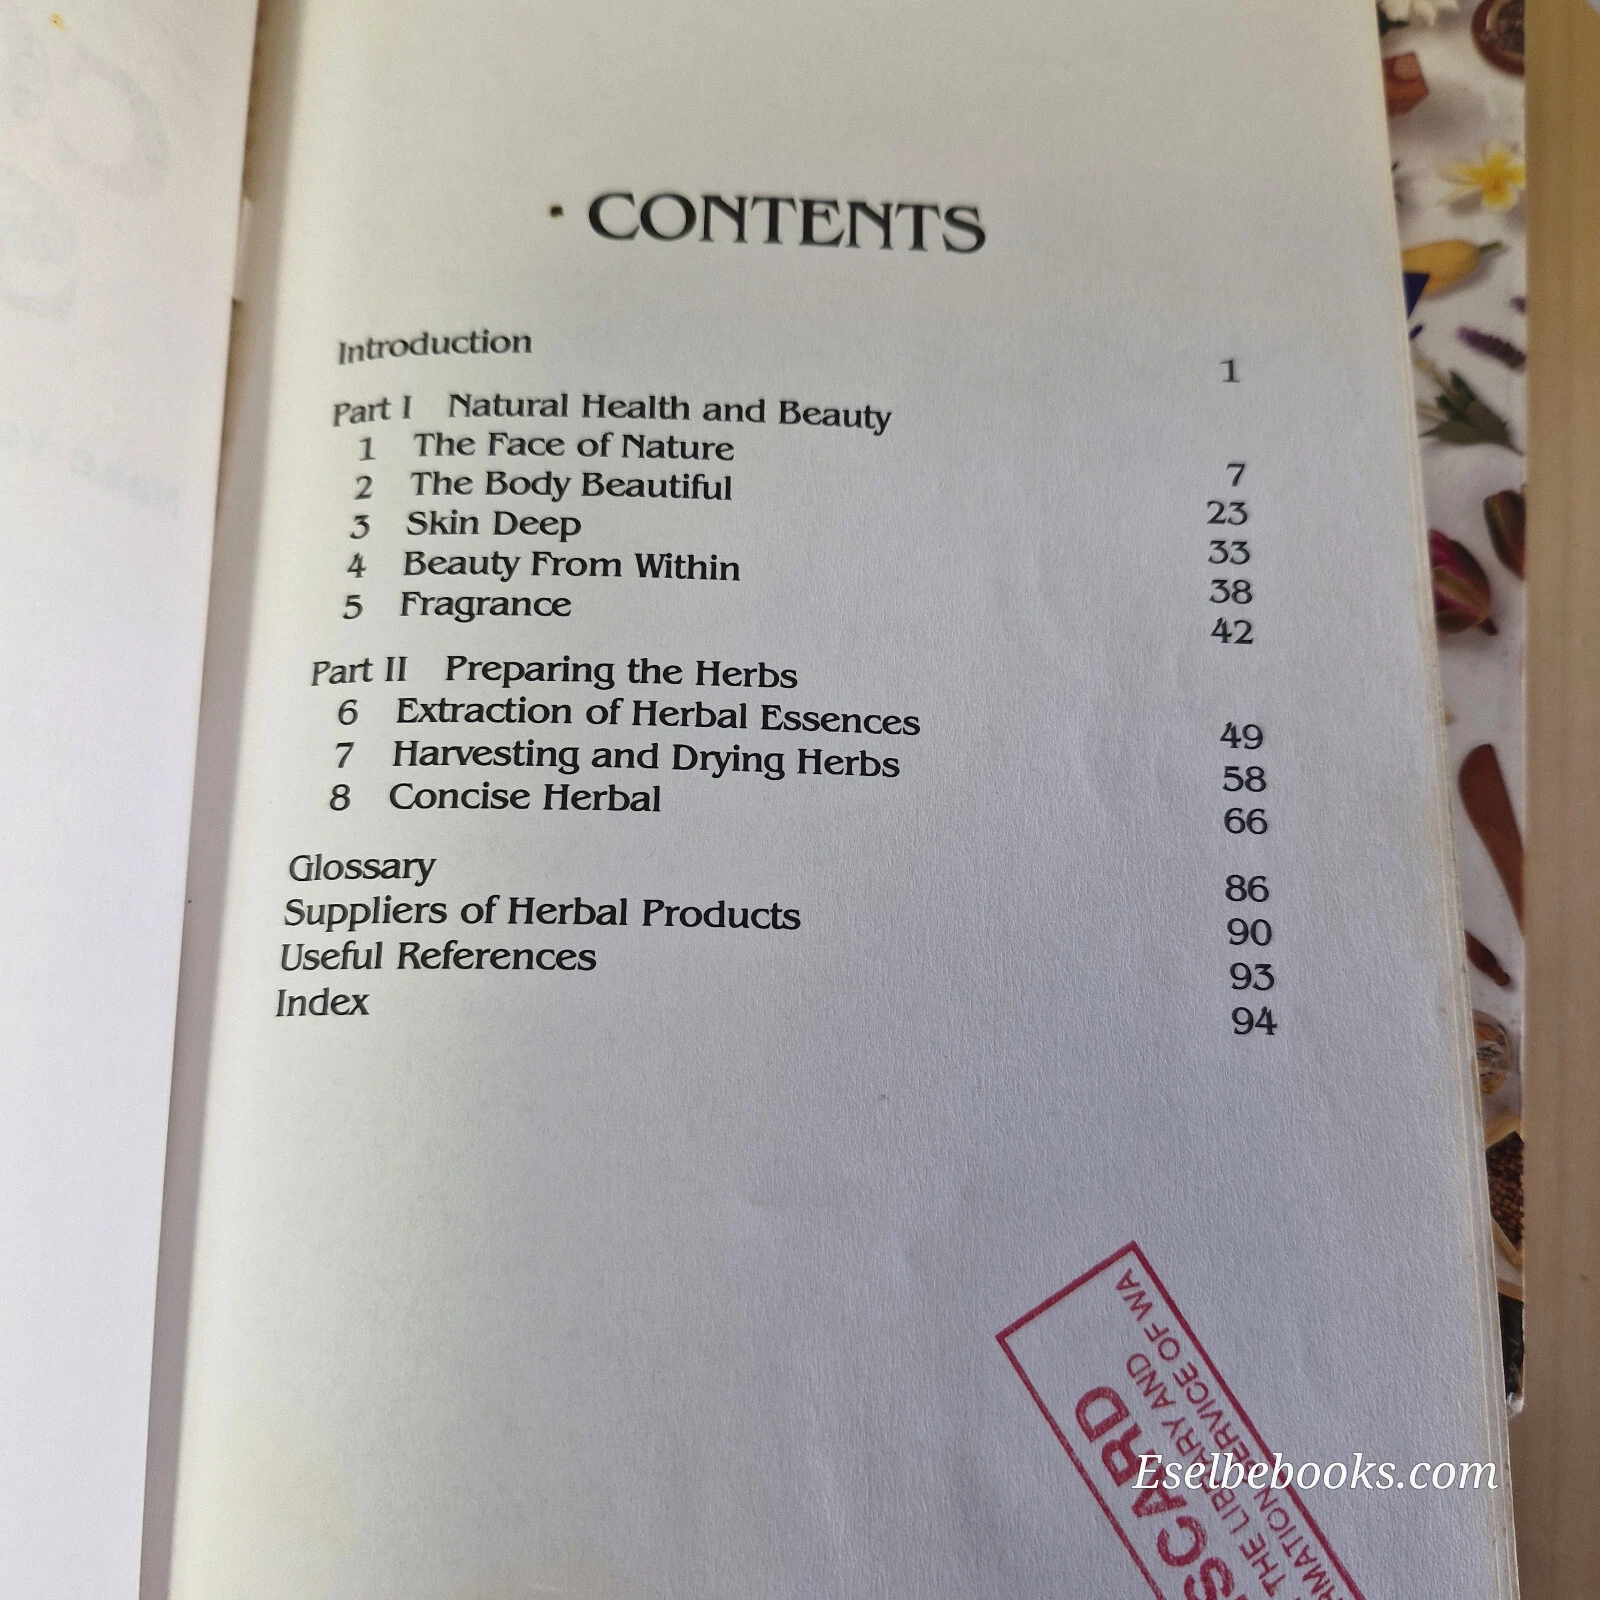 CONTENTS
Introduction 1
Part I Natural Health and Beauty
1 The Face of Nature 7
2 The Body Beautiful 23
3 Skin Deep 33
4 Beauty From Within 38
5 Fragrance 42
Part II Preparing the Herbs
6 Extraction of Herbal Essences 49
7 Harvesting and Drying Herbs 58
8 Concise Herbal 66
Glossary 86
Suppliers of Herbal Products 90
Useful References 93
Index 94
SCARD
THE LIBRARY AND
RMATION SERVICE OF WA
Eselbebooks.com